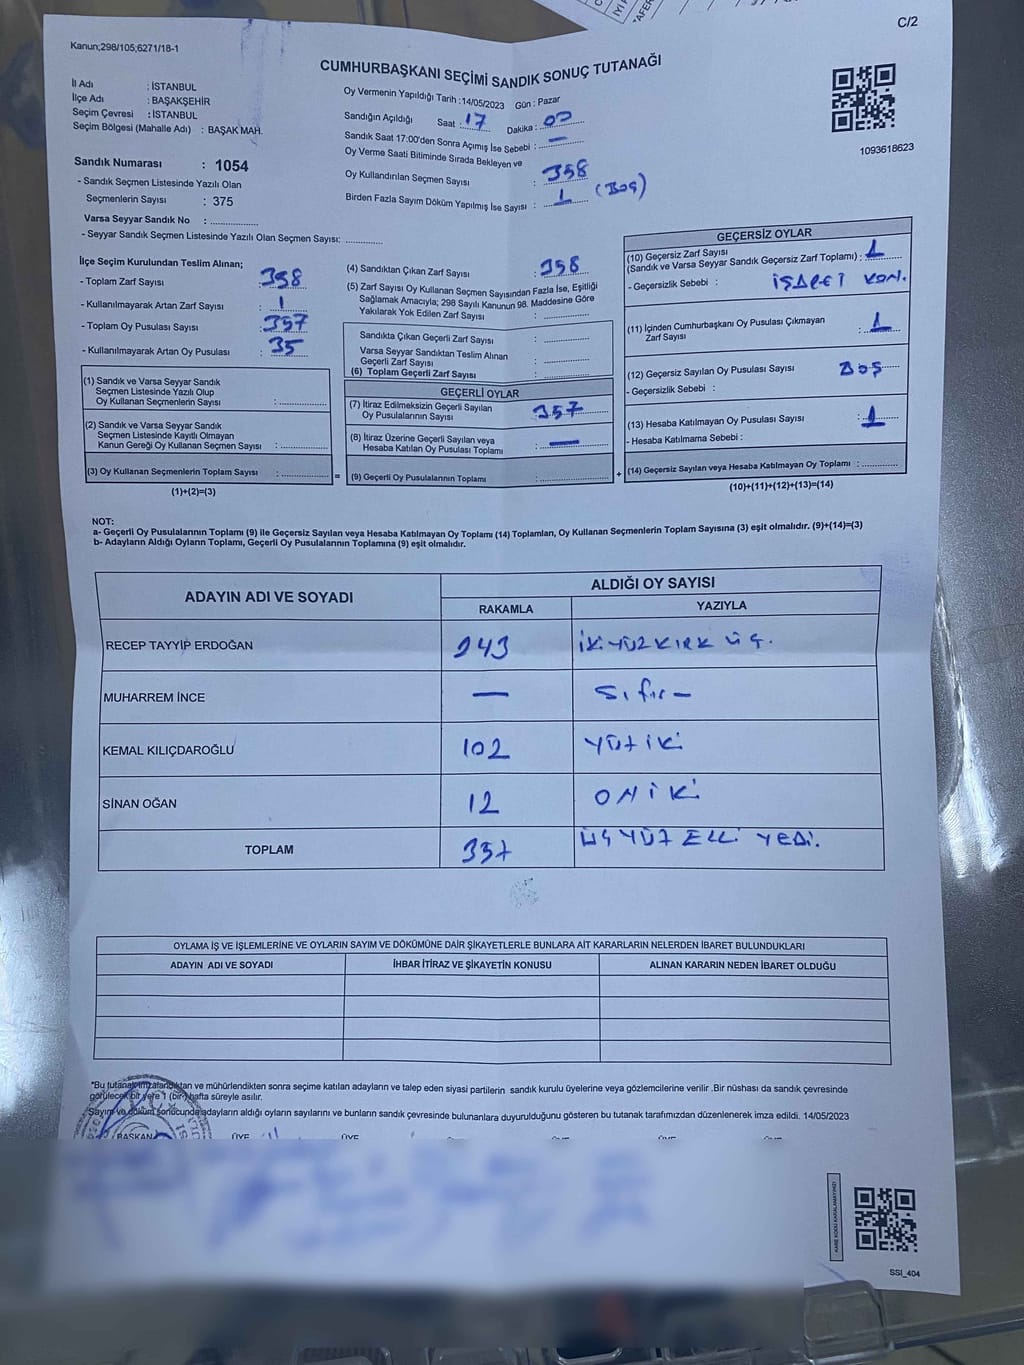 C/2
Kanun;298/105;6271/18-1
CUMHURBAŞKANI SEÇİMİ SANDIK SONUÇ TUTANAĞI
İl Adı : İSTANBUL
İlçe Adı : BAŞAKŞEHİR
Seçim Çevresi : İSTANBUL
Seçim Bölgesi (Mahalle Adı) : BAŞAK MAH.
Oy Vermenin Yapıldığı Tarih :14/05/2023 Gün : Pazar
Sandığın Açıldığı Saat : 17 Dakika : 00
Sandık Saat 17:00'den Sonra Açımış İse Sebebi : —
Oy Verme Saati Bitiminde Sırada Bekleyen ve
Oy Kullandırılan Seçmen Sayısı : 358
Birden Fazla Sayım Döküm Yapılmış İse Sayısı : 1 (Boş)
1093618623
Sandık Numarası : 1054
- Sandık Seçmen Listesinde Yazılı Olan
Seçmenlerin Sayısı : 375
Varsa Seyyar Sandık No : ..............
- Seyyar Sandık Seçmen Listesinde Yazılı Olan Seçmen Sayısı: ............
İlçe Seçim Kurulundan Teslim Alınan;
- Toplam Zarf Sayısı 398
- Kullanılmayarak Artan Zarf Sayısı : 1
- Toplam Oy Pusulası Sayısı : 397
- Kullanılmayarak Artan Oy Pusulası : 35
(1) Sandık ve Varsa Seyyar Sandık
Seçmen Listesinde Yazılı Olup
Oy Kullanan Seçmenlerin Sayısı : ..............
(2) Sandık ve Varsa Seyyar Sandık
Seçmen Listesinde Kayıtlı Olmayan
Kanun Gereği Oy Kullanan Seçmen Sayısı : ..............
(3) Oy Kullanan Seçmenlerin Toplam Sayısı : .............. =
(1)+(2)=(3)
(4) Sandıktan Çıkan Zarf Sayısı : 398
(5) Zarf Sayısı Oy Kullanan Seçmen Sayısından Fazla İse, Eşitliği
Sağlamak Amacıyla; 298 Sayılı Kanunun 98. Maddesine Göre
Yakılarak Yok Edilen Zarf Sayısı : ..............
Sandıkta Çıkan Geçerli Zarf Sayısı : ..............
Varsa Seyyar Sandıktan Teslim Alınan
Geçerli Zarf Sayısı : ..............
(6) Toplam Geçerli Zarf Sayısı : ..............
GEÇERLİ OYLAR
(7) İtiraz Edilmeksizin Geçerli Sayılan
Oy Pusulalarının Sayısı 357
(8) İtiraz Üzerine Geçerli Sayılan veya
Hesaba Katılan Oy Pusulası Toplamı : —
(9) Geçerli Oy Pusulalarının Toplamı : .............. +
GEÇERSİZ OYLAR
(10) Geçersiz Zarf Sayısı
(Sandık ve Varsa Seyyar Sandık Geçersiz Zarf Toplamı) : 1
- Geçersizlik Sebebi : İŞARET KON.
(11) İçinden Cumhurbaşkanı Oy Pusulası Çıkmayan
Zarf Sayısı : 1
(12) Geçersiz Sayılan Oy Pusulası Sayısı BOŞ
- Geçersizlik Sebebi :
(13) Hesaba Katılmayan Oy Pusulası Sayısı : 1
- Hesaba Katılmama Sebebi :
(14) Geçersiz Sayılan veya Hesaba Katılmayan Oy Toplamı : ............
(10)+(11)+(12)+(13)=(14)
NOT:
a- Geçerli Oy Pusulalarının Toplamı (9) ile Geçersiz Sayılan veya Hesaba Katılmayan Oy Toplamı (14) Toplamları, Oy Kullanan Seçmenlerin Toplam Sayısına (3) eşit olmalıdır. (9)+(14)=(3)
b- Adayların Aldığı Oyların Toplamı, Geçerli Oy Pusulalarının Toplamına (9) eşit olmalıdır.
ADAYIN ADI VE SOYADI
ALDIĞI OY SAYISI
RAKAMLA YAZIYLA
RECEP TAYYİP ERDOĞAN 243 İKİYÜZKIRK ÜÇ.
MUHARREM İNCE — Sıfır –
KEMAL KILIÇDAROĞLU 102 YÜZ İKİ
SİNAN OĞAN 12 ONİKİ
TOPLAM 357 ÜÇ YÜZ ELLİ YEDİ.
OYLAMA İŞ VE İŞLEMLERİNE VE OYLARIN SAYIM VE DÖKÜMÜNE DAİR ŞİKAYETLERLE BUNLARA AİT KARARLARIN NELERDEN İBARET BULUNDUKLARI
ADAYIN ADI VE SOYADI İHBAR İTİRAZ VE ŞİKAYETİN KONUSU ALINAN KARARIN NEDEN İBARET OLDUĞU
*Bu tutanak imzalandıktan ve mühürlendikten sonra seçime katılan adayların ve talep eden siyasi partilerin sandık kurulu üyelerine veya gözlemcilerine verilir .Bir nüshası da sandık çevresinde
görülecek bir yere 1 (bir) hafta süreyle asılır.
Sayım ve döküm sonucunda adayların aldığı oyların sayılarını ve bunların sandık çevresinde bulunanlara duyurulduğunu gösteren bu tutanak tarafımızdan düzenlenerek imza edildi. 14/05/2023
BAŞKAN ÜYE ÜYE
SSI_404